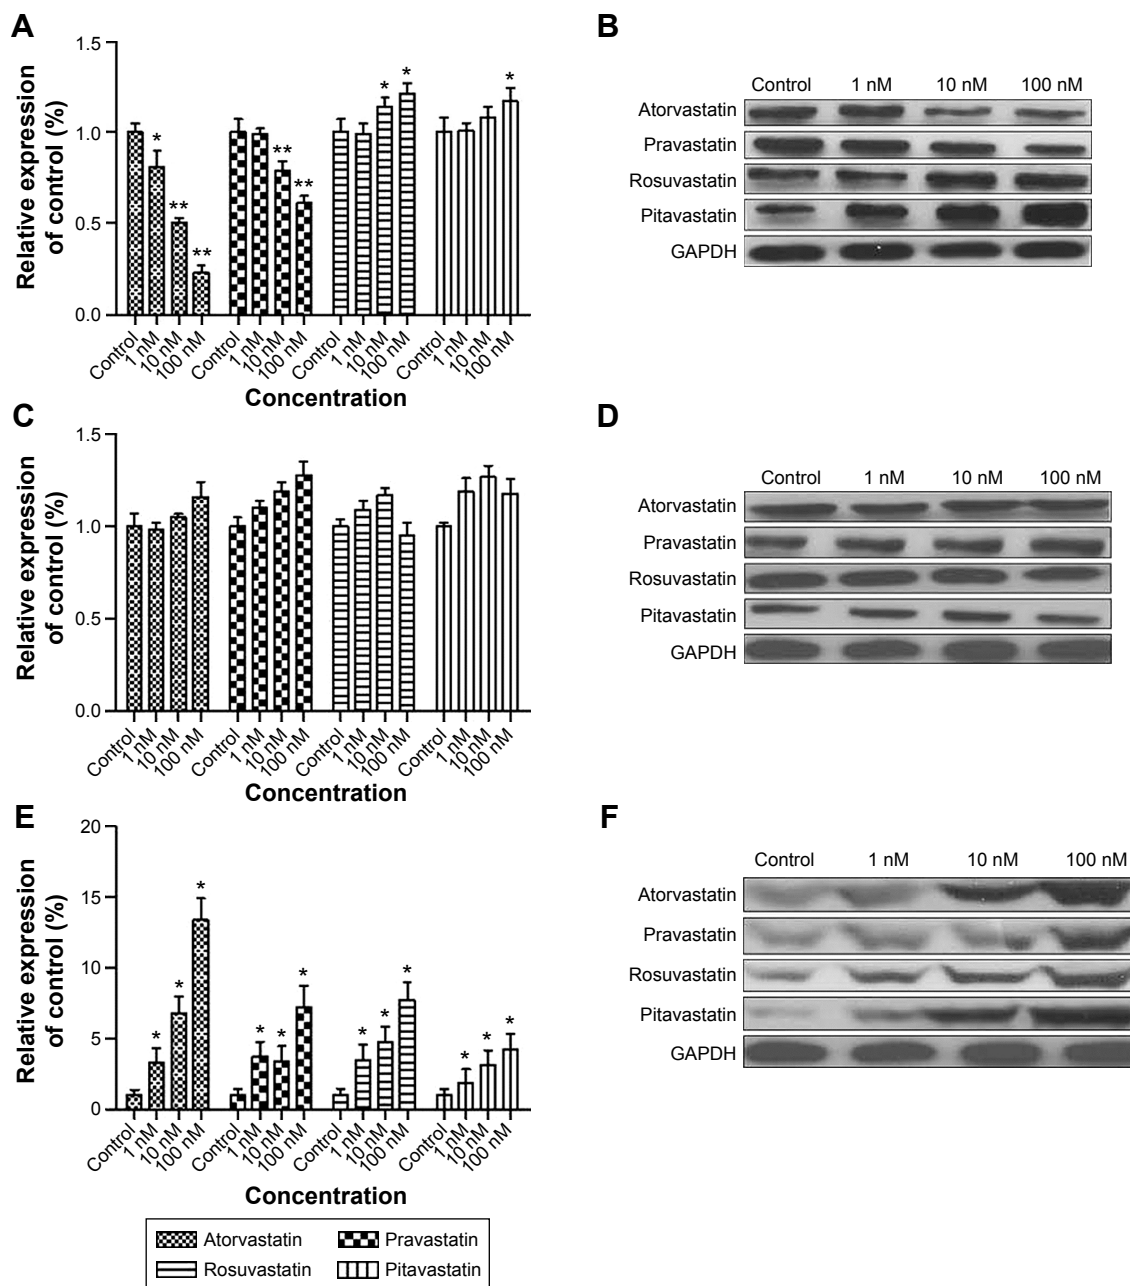 A
Relative expression
of control (%)
1.5
1.0
0.5
0.0
*
**
**
**
**
*
*
*
Control
1 nM
10 nM
100 nM
Control
1 nM
10 nM
100 nM
Control
1 nM
10 nM
100 nM
Control
1 nM
10 nM
100 nM
Concentration
B
Control 1 nM 10 nM 100 nM
Atorvastatin
Pravastatin
Rosuvastatin
Pitavastatin
GAPDH
C
Relative expression
of control (%)
1.5
1.0
0.5
0.0
Control
1 nM
10 nM
100 nM
Control
1 nM
10 nM
100 nM
Control
1 nM
10 nM
100 nM
Control
1 nM
10 nM
100 nM
Concentration
D
Control 1 nM 10 nM 100 nM
Atorvastatin
Pravastatin
Rosuvastatin
Pitavastatin
GAPDH
E
Relative expression
of control (%)
20
15
10
5
0
*
*
*
*
*
*
*
*
*
*
*
*
Control
1 nM
10 nM
100 nM
Control
1 nM
10 nM
100 nM
Control
1 nM
10 nM
100 nM
Control
1 nM
10 nM
100 nM
Concentration
F
Control 1 nM 10 nM 100 nM
Atorvastatin
Pravastatin
Rosuvastatin
Pitavastatin
GAPDH
Atorvastatin Pravastatin
Rosuvastatin Pitavastatin